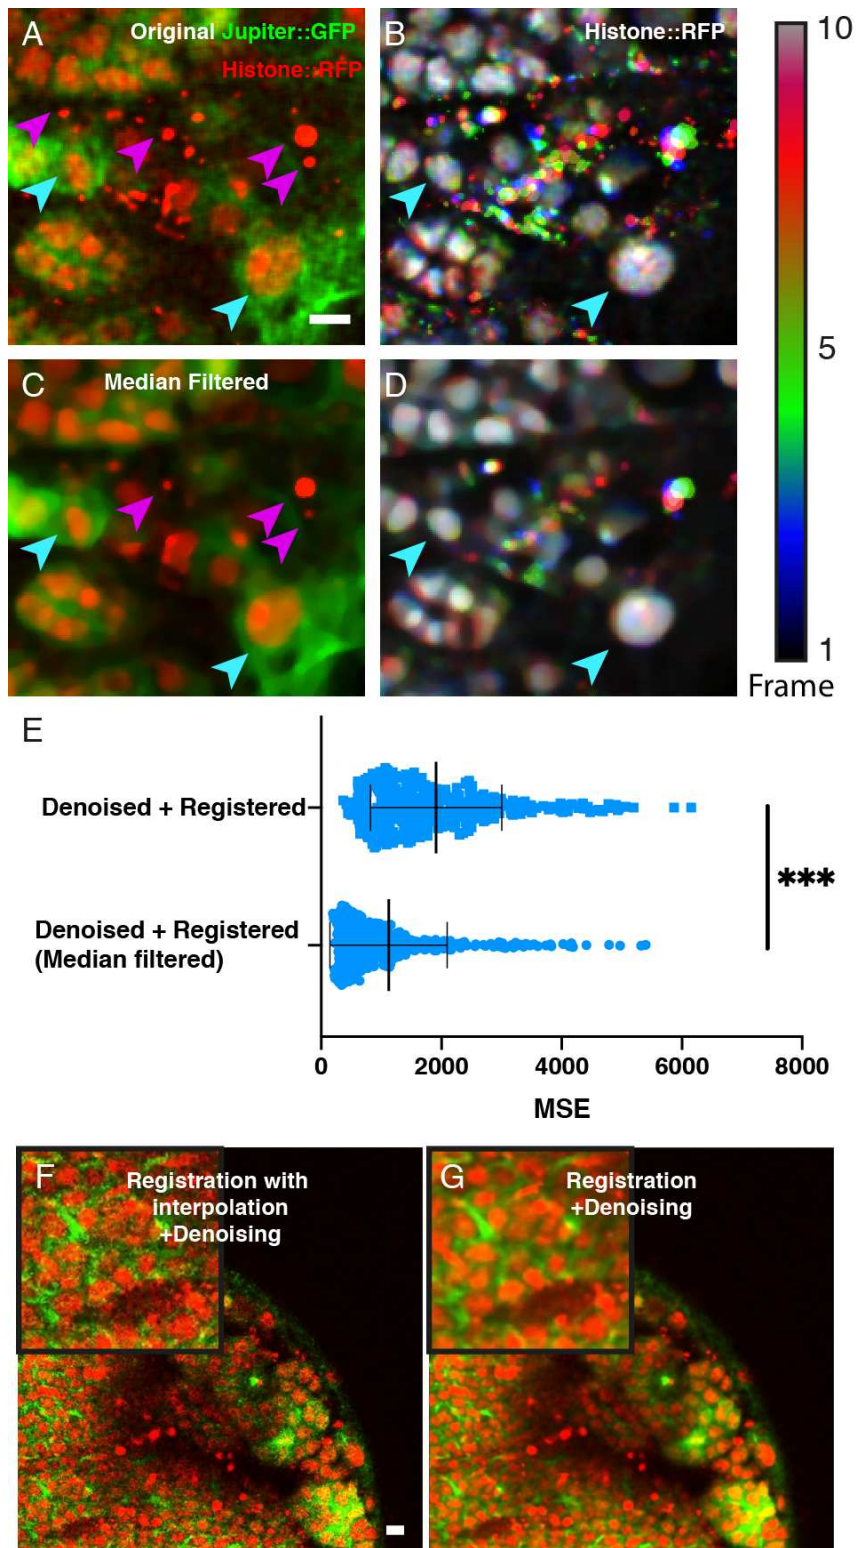 A
Original Jupiter::GFP
Histone::RFP
B
Histone::RFP
10
5
1
Frame
C
Median Filtered
D
E
Denoised + Registered
Denoised + Registered
(Median filtered)
✱✱✱
0
2000
4000
6000
8000
MSE
F
Registration with
interpolation
+Denoising
G
Registration
+Denoising